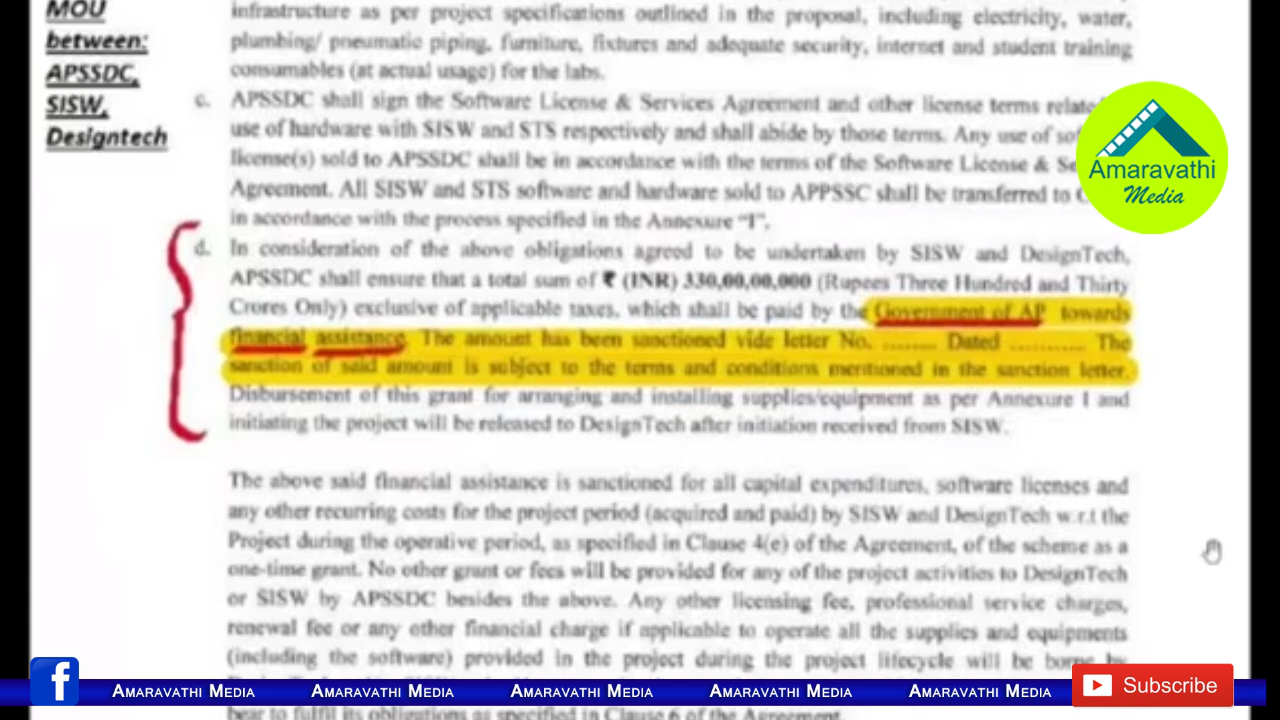 MOU
between:
APSSDC,
SISW,
Designtech
infrastructure as per project specifications outlined in the proposal, including electricity, water,
plumbing/ pneumatic piping, furniture, fixtures and adequate security, internet and student training
consumables (at actual usage) for the labs.
c. APSSDC shall sign the Software License & Services Agreement and other license terms
use of hardware with SISW and STS respectively and shall abide by those terms. Any use of
license(s) sold to APSSDC shall be in accordance with the terms of the Software License &
Agreement. All SISW and STS software and hardware sold to APPSSC shall be transferred to
in accordance with the process specified in the Annexure "I".
d. In consideration of the above obligations agreed to be undertaken by SISW and DesignTech,
APSSDC shall ensure that a total sum of ₹ (INR) 330,00,00,000 (Rupees Three Hundred and Thirty
Crores Only) exclusive of applicable taxes, which shall be paid by the Government of AP towards
financial assistance. The amount has been sanctioned vide letter No. ........ Dated ........... The
sanction of said amount is subject to the terms and conditions mentioned in the sanction letter.
Disbursement of this grant for arranging and installing supplies/equipment as per Annexure I and
initiating the project will be released to DesignTech after initiation received from SISW.
The above said financial assistance is sanctioned for all capital expenditures, software licenses and
any other recurring costs for the project period (acquired and paid) by SISW and DesignTech w.r.t the
Project during the operative period, as specified in Clause 4(e) of the Agreement, of the scheme as a
one-time grant. No other grant or fees will be provided for any of the project activities to DesignTech
or SISW by APSSDC besides the above. Any other licensing fee, professional service charges,
renewal fee or any other financial charge if applicable to operate all the supplies and equipments
(including the software) provided in the project during the project lifecycle will be borne by
bear to fulfil its obligations as specified in Clause 6 of the Agreement.
Amaravathi
Media
f
Amaravathi Media Amaravathi Media Amaravathi Media Amaravathi Media Amaravathi Media
Subscribe